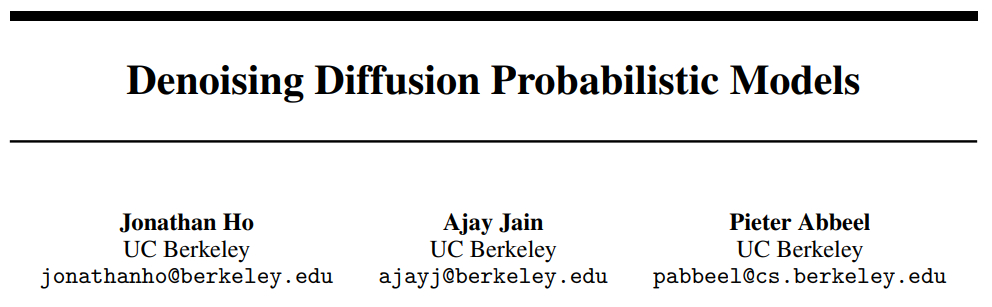 Denoising Diffusion Probabilistic Models
Jonathan Ho
UC Berkeley
jonathanho@berkeley.edu
Ajay Jain
UC Berkeley
ajayj@berkeley.edu
Pieter Abbeel
UC Berkeley
pabbeel@cs.berkeley.edu